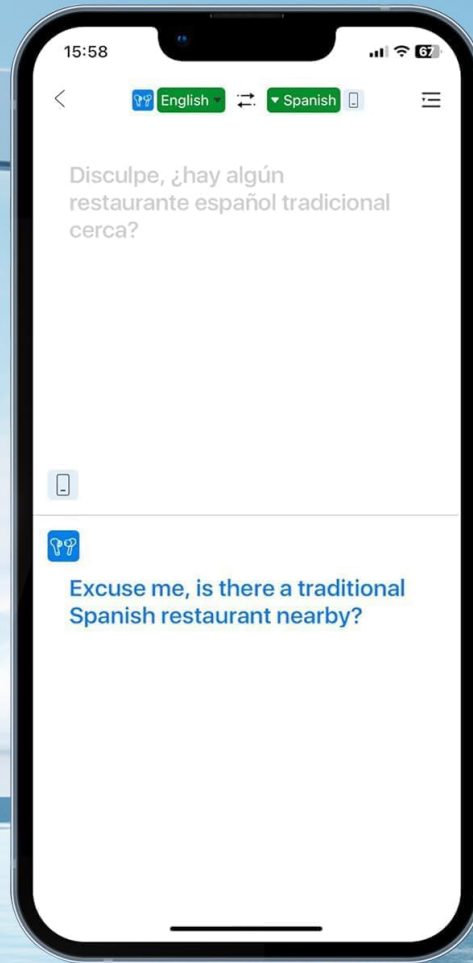 15:58
67
English
Spanish
Disculpe, ¿hay algún
restaurante español tradicional
cerca?
Excuse me, is there a traditional
Spanish restaurant nearby?